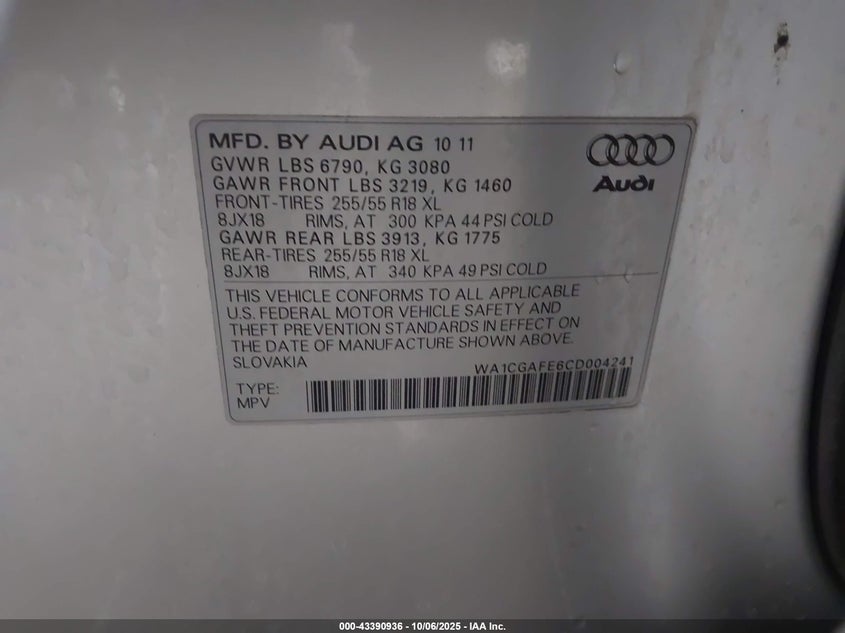 MFD. BY AUDI AG 10 11
GVWR LBS 6790, KG 3080
GAWR FRONT LBS 3219, KG 1460
FRONT-TIRES 255/55 R18 XL
8JX18 RIMS, AT 300 KPA 44 PSI COLD
GAWR REAR LBS 3913, KG 1775
REAR-TIRES 255/55 R18 XL
8JX18 RIMS, AT 340 KPA 49 PSI COLD
Audi
THIS VEHICLE CONFORMS TO ALL APPLICABLE
U.S. FEDERAL MOTOR VEHICLE SAFETY AND
THEFT PREVENTION STANDARDS IN EFFECT ON
THE DATE OF MANUFACTURE SHOWN ABOVE.
SLOVAKIA
WA1CGAFE6CD004241
TYPE:
MPV
000-43390936 - 10/06/2025 - IAA Inc.